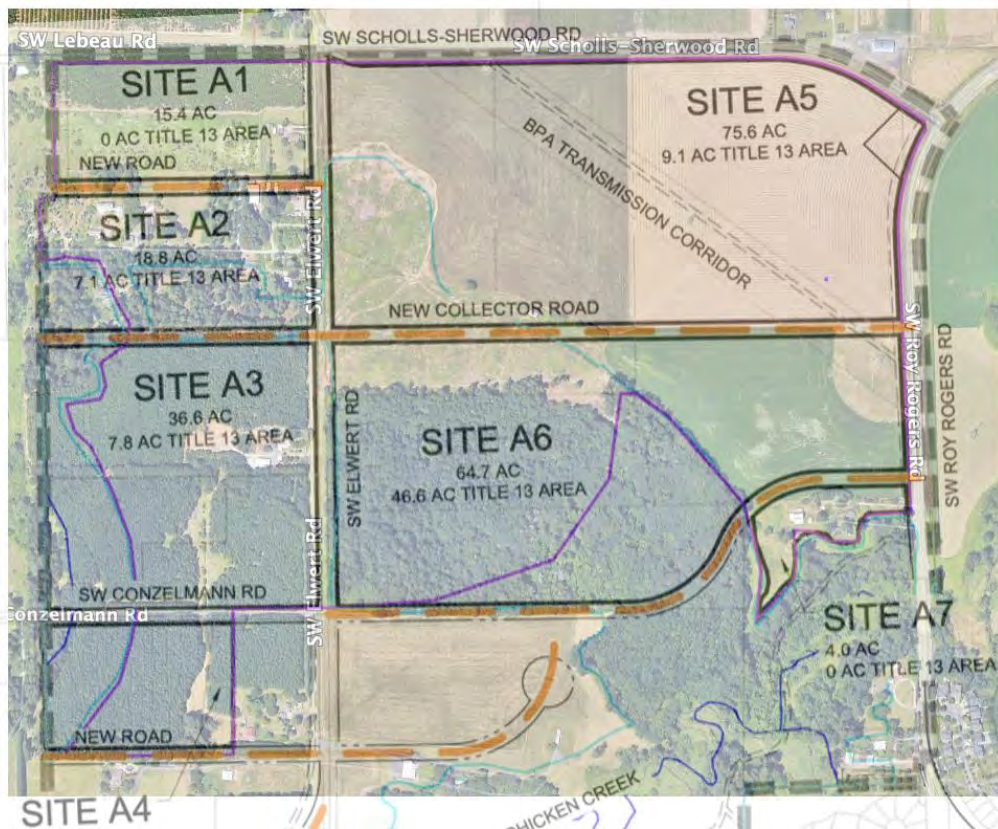 SW Lebeau Rd
SW SCHOLLS-SHERWOOD RD
SW Scholls-Sherwood Rd
SITE A1
15.4 AC
0 AC TITLE 13 AREA
NEW ROAD
SITE A5
75.6 AC
9.1 AC TITLE 13 AREA
BPA TRANSMISSION CORRIDOR
SITE A2
18.8 AC
7.1 AC TITLE 13 AREA
SW Elwert Rd
NEW COLLECTOR ROAD
SW Roy Rogers Rd
SW ROY ROGERS RD
SITE A3
36.6 AC
7.8 AC TITLE 13 AREA
SW ELWERT RD
SITE A6
64.7 AC
46.6 AC TITLE 13 AREA
SW Elwert Rd
SW CONZELMANN RD
Conzelmann Rd
SITE A7
4.0 AC
0 AC TITLE 13 AREA
NEW ROAD
SITE A4
CHICKEN CREEK